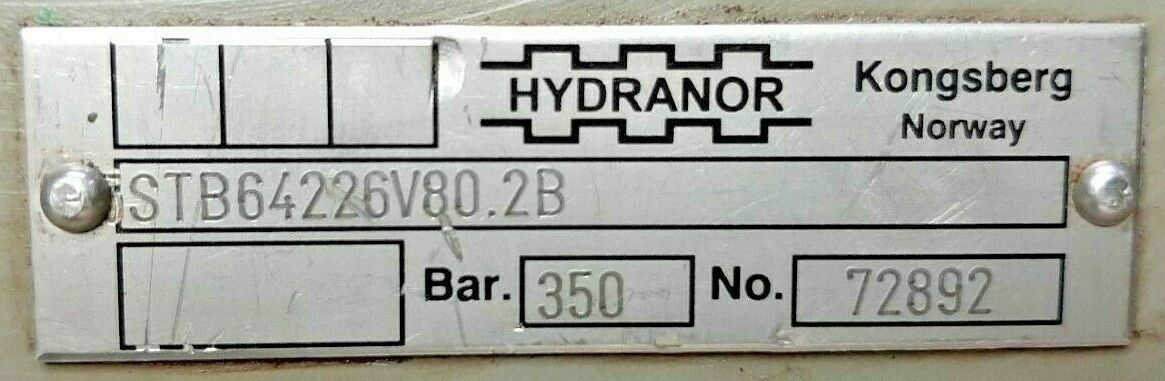 HYDRANOR
Kongsberg
Norway
STB64226V80.2B
Bar. 350 No. 72892